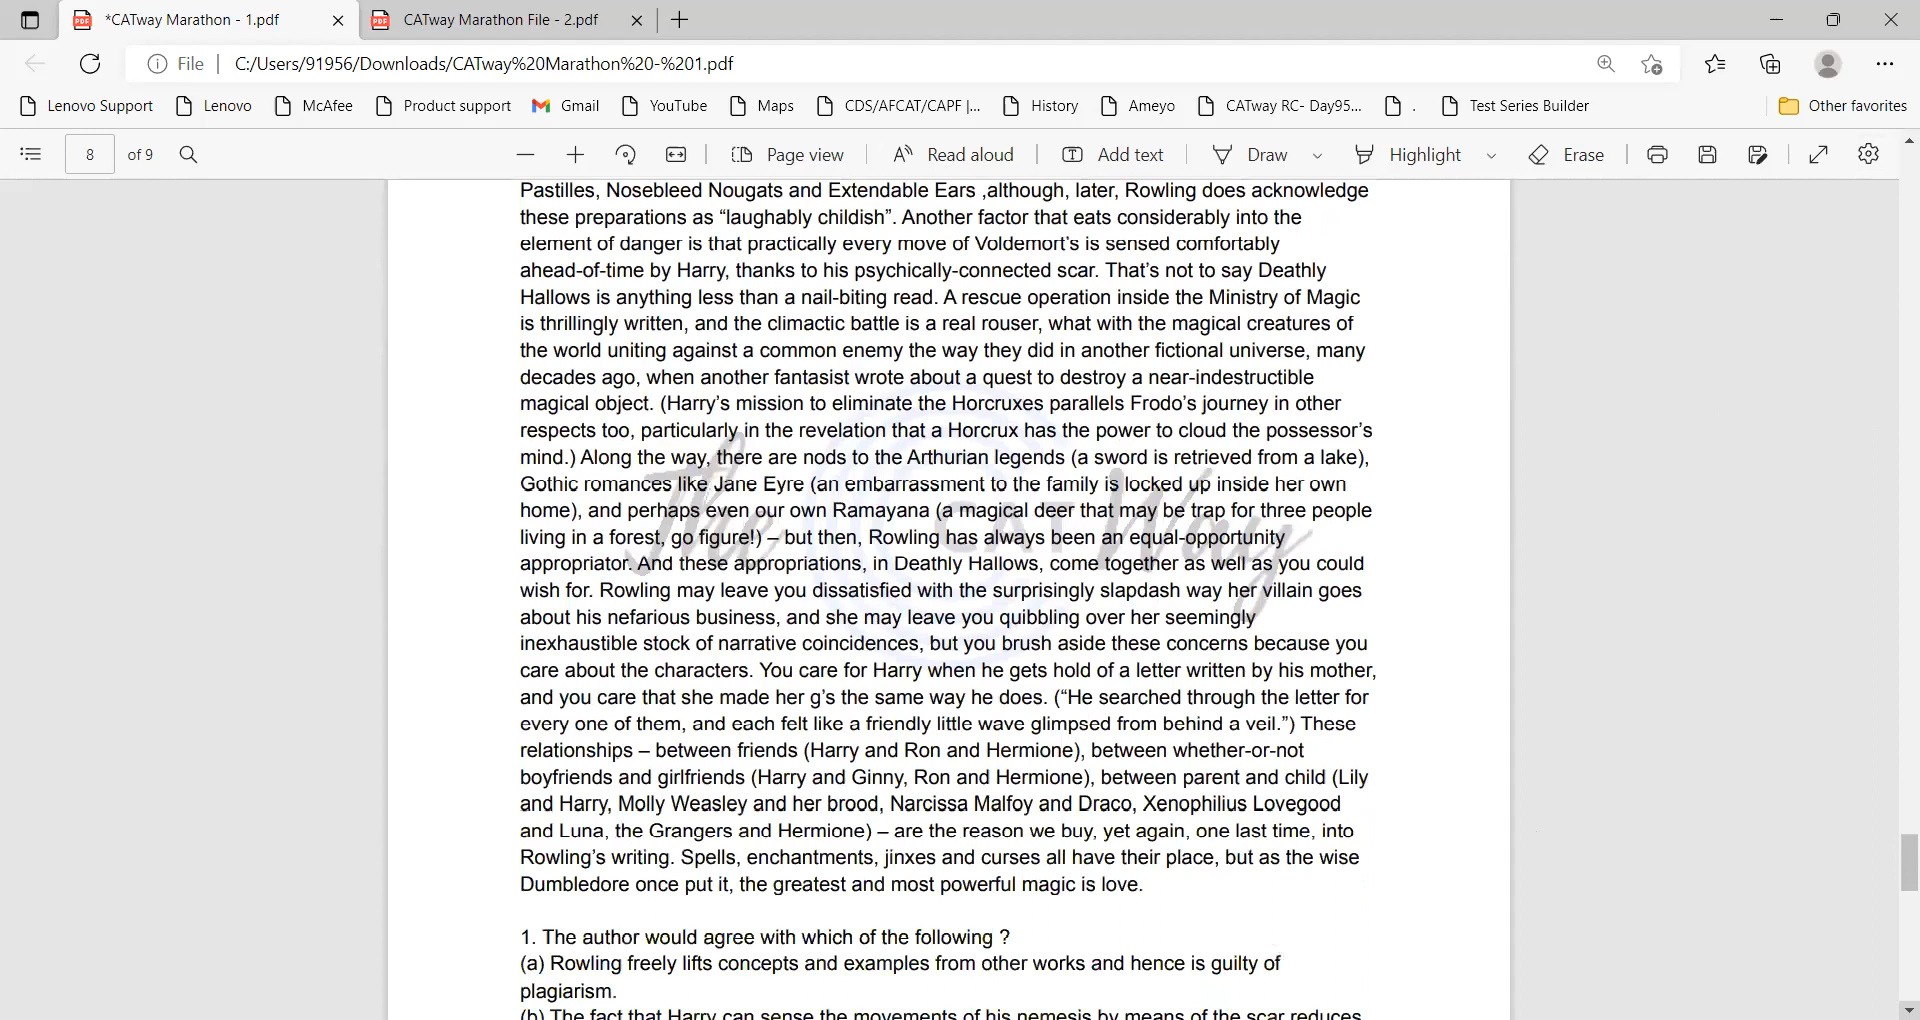 *CATway Marathon - 1.pdf
CATway Marathon File - 2.pdf
File
C:/Users/91956/Downloads/CATway%20Marathon%20-%201.pdf
Lenovo Support
Lenovo
McAfee
Product support
Gmail
YouTube
Maps
CDS/AFCAT/CAPF |...
History
Ameyo
CATway RC- Day95...
.
Test Series Builder
Other favorites
8
of 9
Page view
Read aloud
Add text
Draw
Highlight
Erase
Pastilles, Nosebleed Nougats and Extendable Ears ,although, later, Rowling does acknowledge
these preparations as “laughably childish”. Another factor that eats considerably into the
element of danger is that practically every move of Voldemort’s is sensed comfortably
ahead-of-time by Harry, thanks to his psychically-connected scar. That’s not to say Deathly
Hallows is anything less than a nail-biting read. A rescue operation inside the Ministry of Magic
is thrillingly written, and the climactic battle is a real rouser, what with the magical creatures of
the world uniting against a common enemy the way they did in another fictional universe, many
decades ago, when another fantasist wrote about a quest to destroy a near-indestructible
magical object. (Harry’s mission to eliminate the Horcruxes parallels Frodo’s journey in other
respects too, particularly in the revelation that a Horcrux has the power to cloud the possessor’s
mind.) Along the way, there are nods to the Arthurian legends (a sword is retrieved from a lake),
Gothic romances like Jane Eyre (an embarrassment to the family is locked up inside her own
home), and perhaps even our own Ramayana (a magical deer that may be trap for three people
living in a forest, go figure!) – but then, Rowling has always been an equal-opportunity
appropriator. And these appropriations, in Deathly Hallows, come together as well as you could
wish for. Rowling may leave you dissatisfied with the surprisingly slapdash way her villain goes
about his nefarious business, and she may leave you quibbling over her seemingly
inexhaustible stock of narrative coincidences, but you brush aside these concerns because you
care about the characters. You care for Harry when he gets hold of a letter written by his mother,
and you care that she made her g’s the same way he does. (“He searched through the letter for
every one of them, and each felt like a friendly little wave glimpsed from behind a veil.”) These
relationships – between friends (Harry and Ron and Hermione), between whether-or-not
boyfriends and girlfriends (Harry and Ginny, Ron and Hermione), between parent and child (Lily
and Harry, Molly Weasley and her brood, Narcissa Malfoy and Draco, Xenophilius Lovegood
and Luna, the Grangers and Hermione) – are the reason we buy, yet again, one last time, into
Rowling’s writing. Spells, enchantments, jinxes and curses all have their place, but as the wise
Dumbledore once put it, the greatest and most powerful magic is love.
The CAT Way
1. The author would agree with which of the following ?
(a) Rowling freely lifts concepts and examples from other works and hence is guilty of
plagiarism.
(b) The fact that Harry can sense the movements of his nemesis by means of the scar reduces